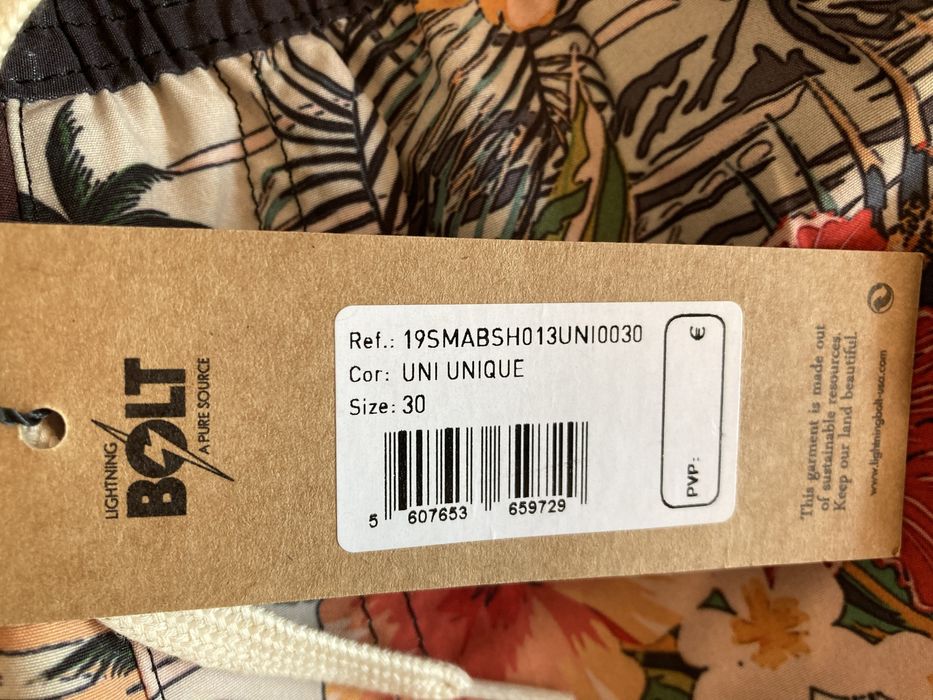 LIGHTNING
BOLT
A PURE SOURCE
Ref.: 19SMABSH013UNI0030
Cor: UNI UNIQUE
Size: 30
5 607653 659729
PVP: €
This garment is made out
of sustainable resources.
Keep our land beautiful.
www.lightningbolt-usa.com